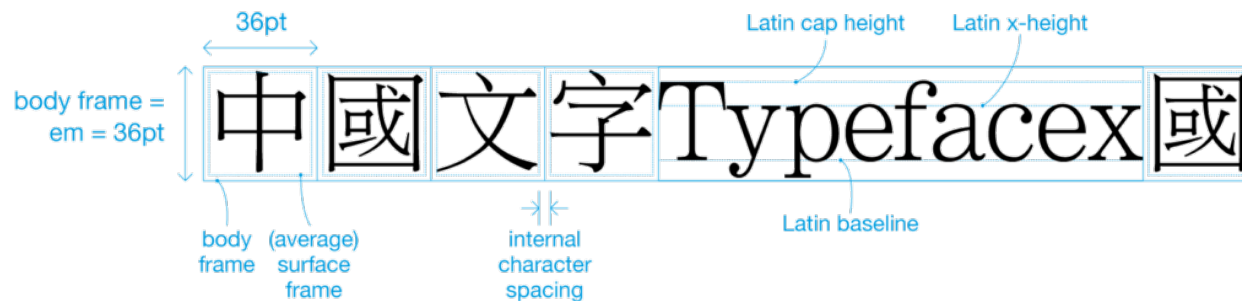 36pt
Latin cap height
Latin x-height
body frame =
em = 36pt
中國文字Typefacex國
body
frame
(average)
surface
frame
internal
character
spacing
Latin baseline